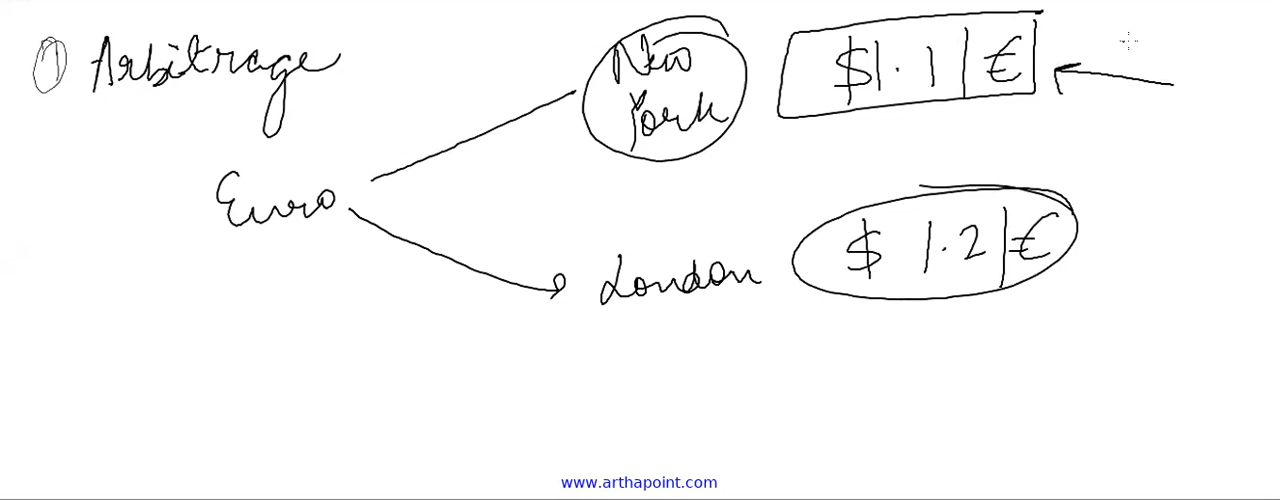 1 Arbitrage
New
York
$1.1/€
Euro
London
$ 1.2/€
www.arthapoint.com